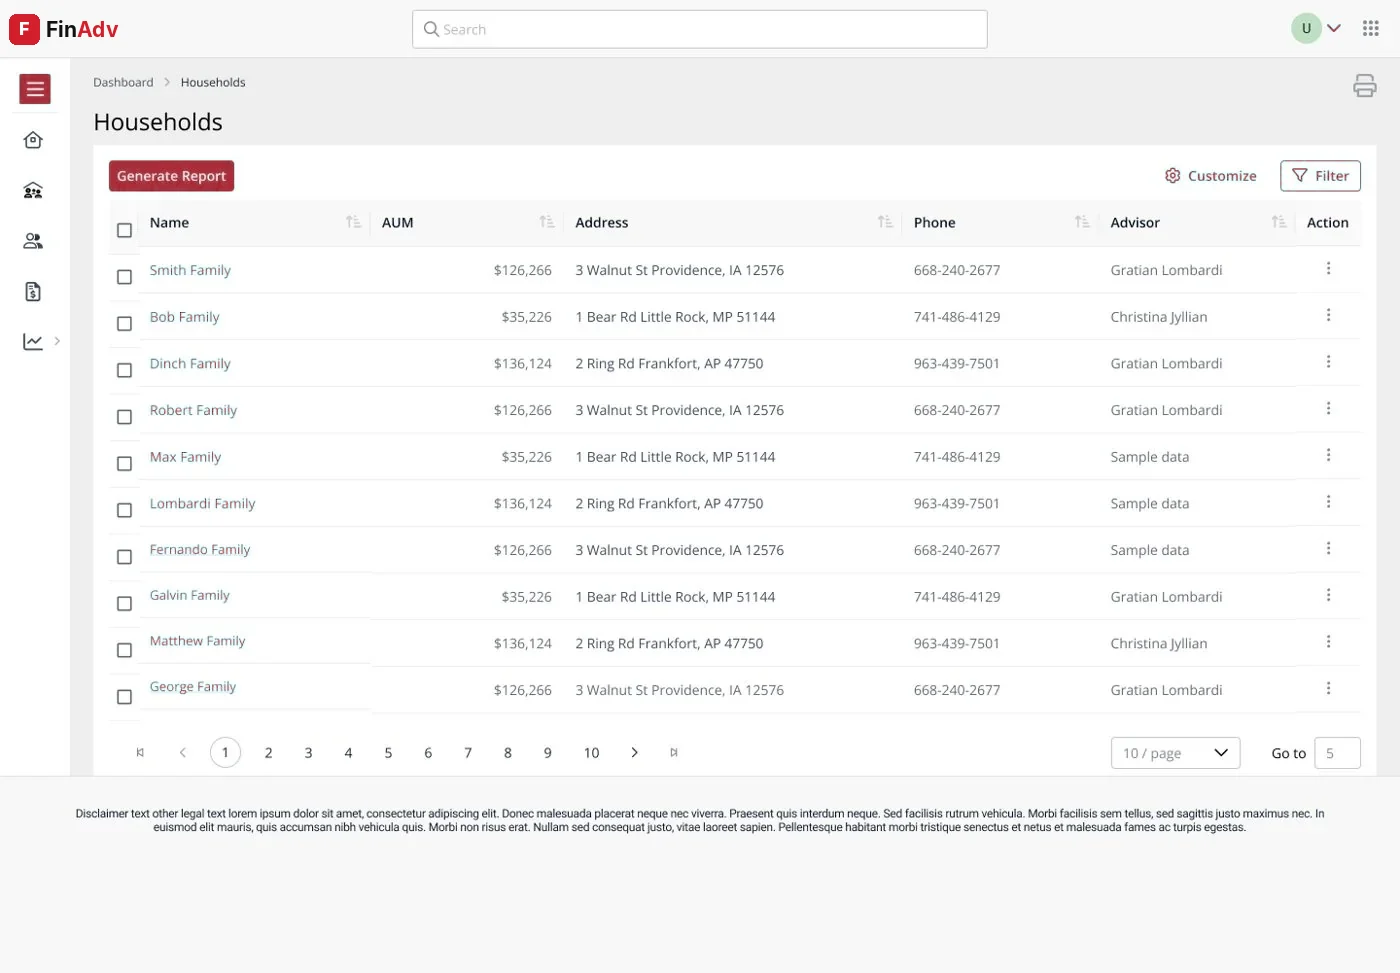 F FinAdv
Search
U
Dashboard > Households
Households
Generate Report
Customize
Filter
Name AUM Address Phone Advisor Action
Smith Family $126,266 3 Walnut St Providence, IA 12576 668-240-2677 Gratian Lombardi
Bob Family $35,226 1 Bear Rd Little Rock, MP 51144 741-486-4129 Christina Jyllian
Dinch Family $136,124 2 Ring Rd Frankfort, AP 47750 963-439-7501 Gratian Lombardi
Robert Family $126,266 3 Walnut St Providence, IA 12576 668-240-2677 Gratian Lombardi
Max Family $35,226 1 Bear Rd Little Rock, MP 51144 741-486-4129 Sample data
Lombardi Family $136,124 2 Ring Rd Frankfort, AP 47750 963-439-7501 Sample data
Fernando Family $126,266 3 Walnut St Providence, IA 12576 668-240-2677 Sample data
Galvin Family $35,226 1 Bear Rd Little Rock, MP 51144 741-486-4129 Gratian Lombardi
Matthew Family $136,124 2 Ring Rd Frankfort, AP 47750 963-439-7501 Christina Jyllian
George Family $126,266 3 Walnut St Providence, IA 12576 668-240-2677 Gratian Lombardi
1 2 3 4 5 6 7 8 9 10
10 / page
Go to 5
Disclaimer text other legal text lorem ipsum dolor sit amet, consectetur adipiscing elit. Donec malesuada placerat neque nec viverra. Praesent quis interdum neque. Sed facilisis rutrum vehicula. Morbi facilisis sem tellus, sed sagittis justo maximus nec. In
euismod elit mauris, quis accumsan nibh vehicula quis. Morbi non risus erat. Nullam sed consequat justo, vitae laoreet sapien. Pellentesque habitant morbi tristique senectus et netus et malesuada fames ac turpis egestas.